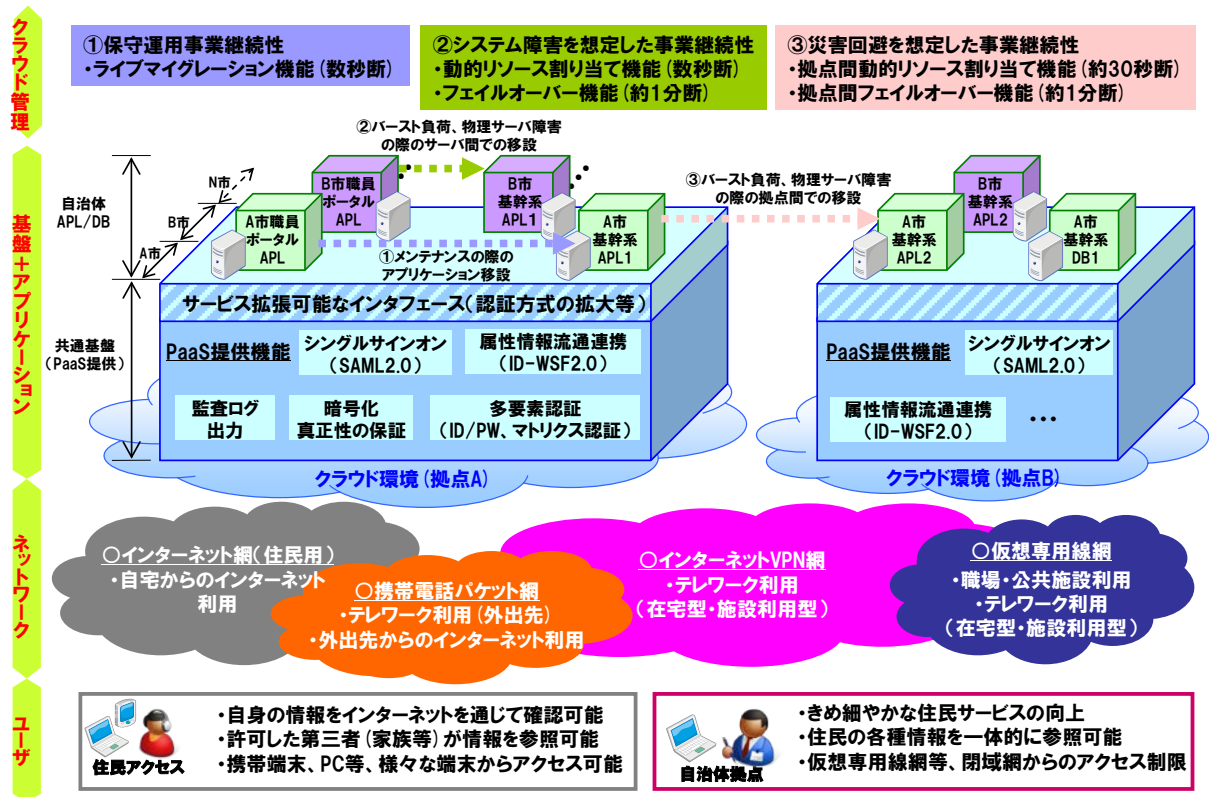 クラウド管理
①保守運用事業継続性
・ライブマイグレーション機能(数秒断)
②システム障害を想定した事業継続性
・動的リソース割り当て機能(数秒断)
・フェイルオーバー機能(約1分断)
③災害回避を想定した事業継続性
・拠点間動的リソース割り当て機能(約30秒断)
・拠点間フェイルオーバー機能(約1分断)
基盤+アプリケーション
自治体
APL/DB
A市
B市
N市
②バースト負荷、物理サーバ障害
の際のサーバ間での移設
B市職員
ポータル
APL
A市職員
ポータル
APL
B市
基幹系
APL1
A市
基幹系
APL1
①メンテナンスの際の
アプリケーション移設
③バースト負荷、物理サーバ障害
の際の拠点間での移設
B市
基幹系
APL2
A市
基幹系
APL2
A市
基幹系
DB1
共通基盤
(PaaS提供)
サービス拡張可能なインタフェース(認証方式の拡大等)
PaaS提供機能
シングルサインオン
(SAML2.0)
属性情報流通連携
(ID-WSF2.0)
監査ログ
出力
暗号化
真正性の保証
多要素認証
(ID/PW、マトリクス認証)
クラウド環境(拠点A)
PaaS提供機能
シングルサインオン
(SAML2.0)
属性情報流通連携
(ID-WSF2.0)
…
クラウド環境(拠点B)
ネットワーク
○インターネット網(住民用)
・自宅からのインターネット
利用
○携帯電話パケット網
・テレワーク利用(外出先)
・外出先からのインターネット利用
○インターネットVPN網
・テレワーク利用
(在宅型・施設利用型)
○仮想専用線網
・職場・公共施設利用
・テレワーク利用
(在宅型・施設利用型)
ユーザ
住民アクセス
・自身の情報をインターネットを通じて確認可能
・許可した第三者(家族等)が情報を参照可能
・携帯端末、PC等、様々な端末からアクセス可能
自治体拠点
・きめ細やかな住民サービスの向上
・住民の各種情報を一体的に参照可能
・仮想専用線網等、閉域網からのアクセス制限